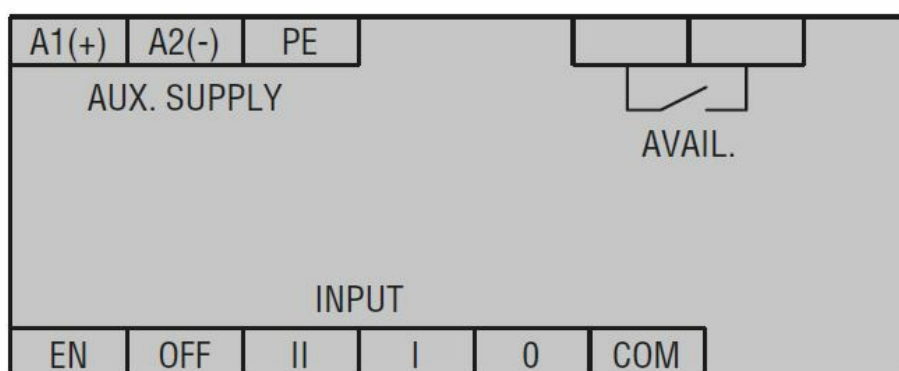 A1(+) A2(-) PE
AUX. SUPPLY
AVAIL.
INPUT
EN OFF II I 0 COM